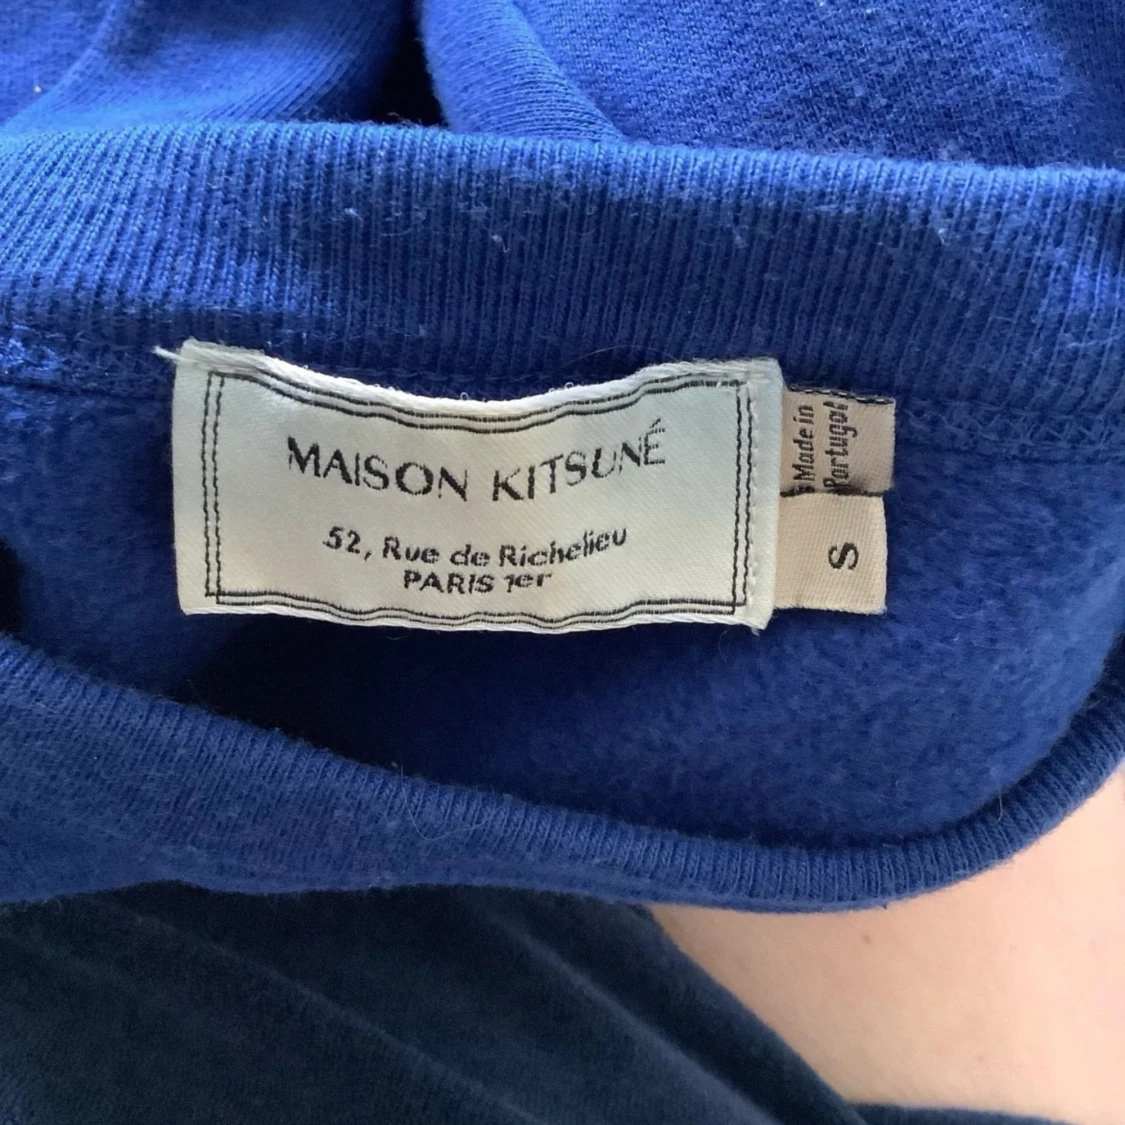 MAISON KITSUNÉ
52, Rue de Richelieu
PARIS 1er
Made in
Portugal
S